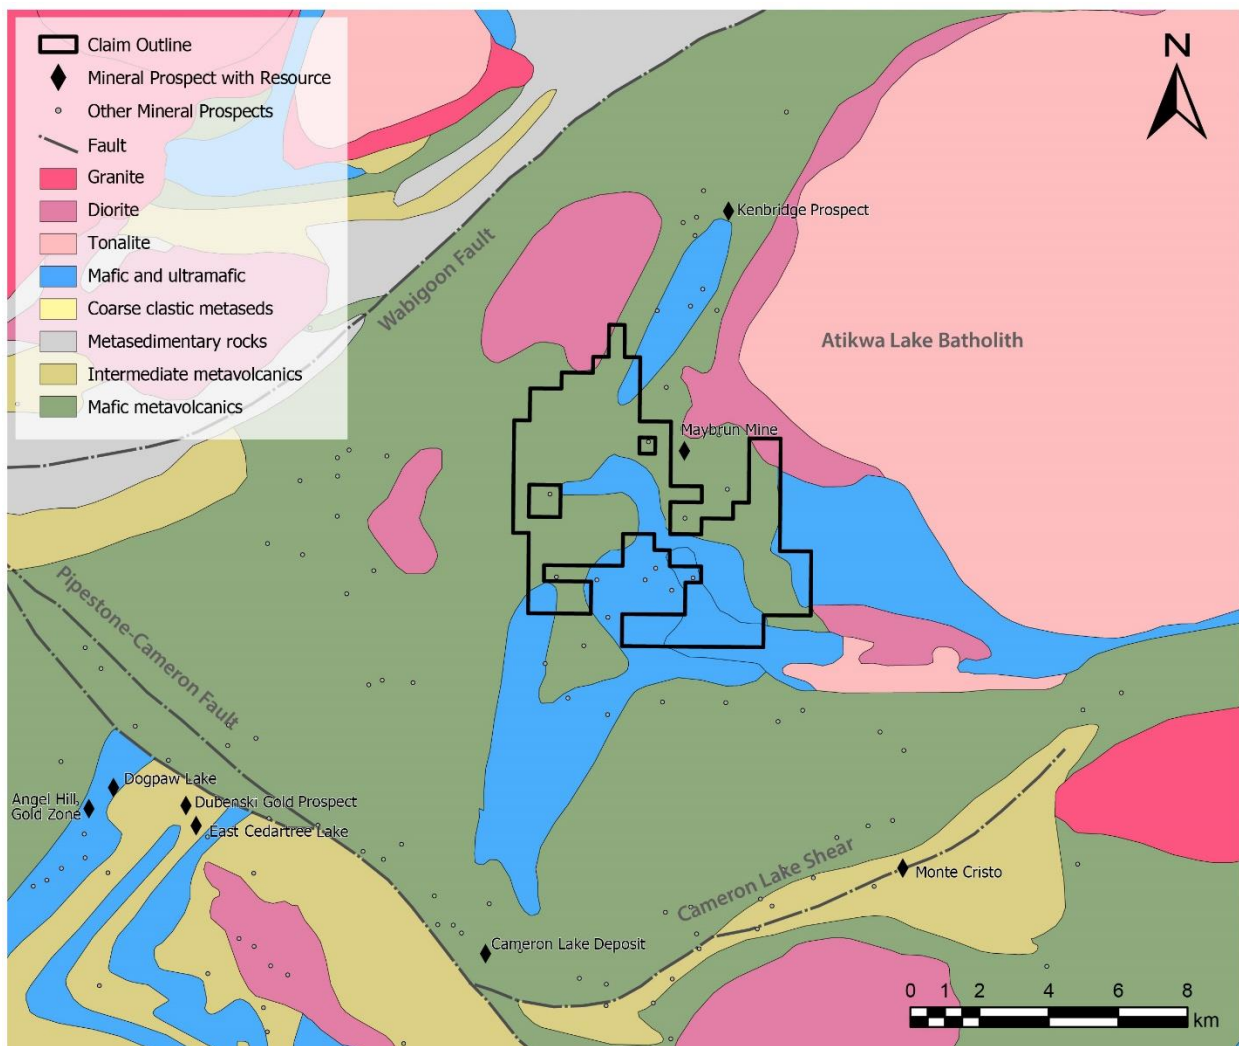 Claim Outline
Mineral Prospect with Resource
Other Mineral Prospects
Fault
Granite
Diorite
Tonalite
Mafic and ultramafic
Coarse clastic metaseds
Metasedimentary rocks
Intermediate metavolcanics
Mafic metavolcanics
N
Kenbridge Prospect
Wabigoon Fault
Atikwa Lake Batholith
Maybrun Mine
Pipestone-Cameron Fault
Dogpaw Lake
Angel Hill
Gold Zone
Dubenski Gold Prospect
East Cedartree Lake
Cameron Lake Shear
Monte Cristo
Cameron Lake Deposit
0 1 2 4 6 8
km